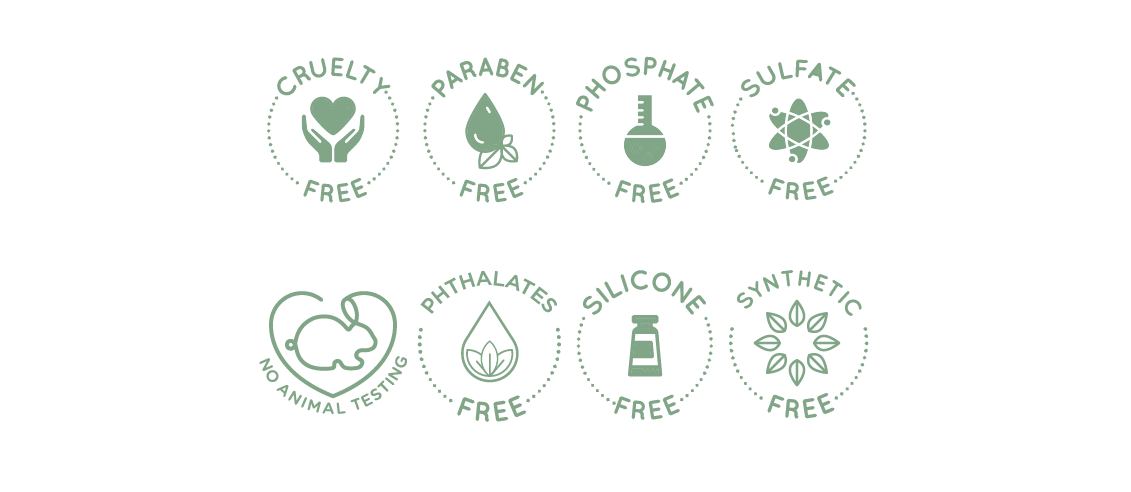 CRUELTY
FREE
PARABEN
FREE
PHOSPHATE
FREE
SULFATE
FREE
NO ANIMAL TESTING
PHTHALATES
FREE
SILICONE
FREE
SYNTHETIC
FREE